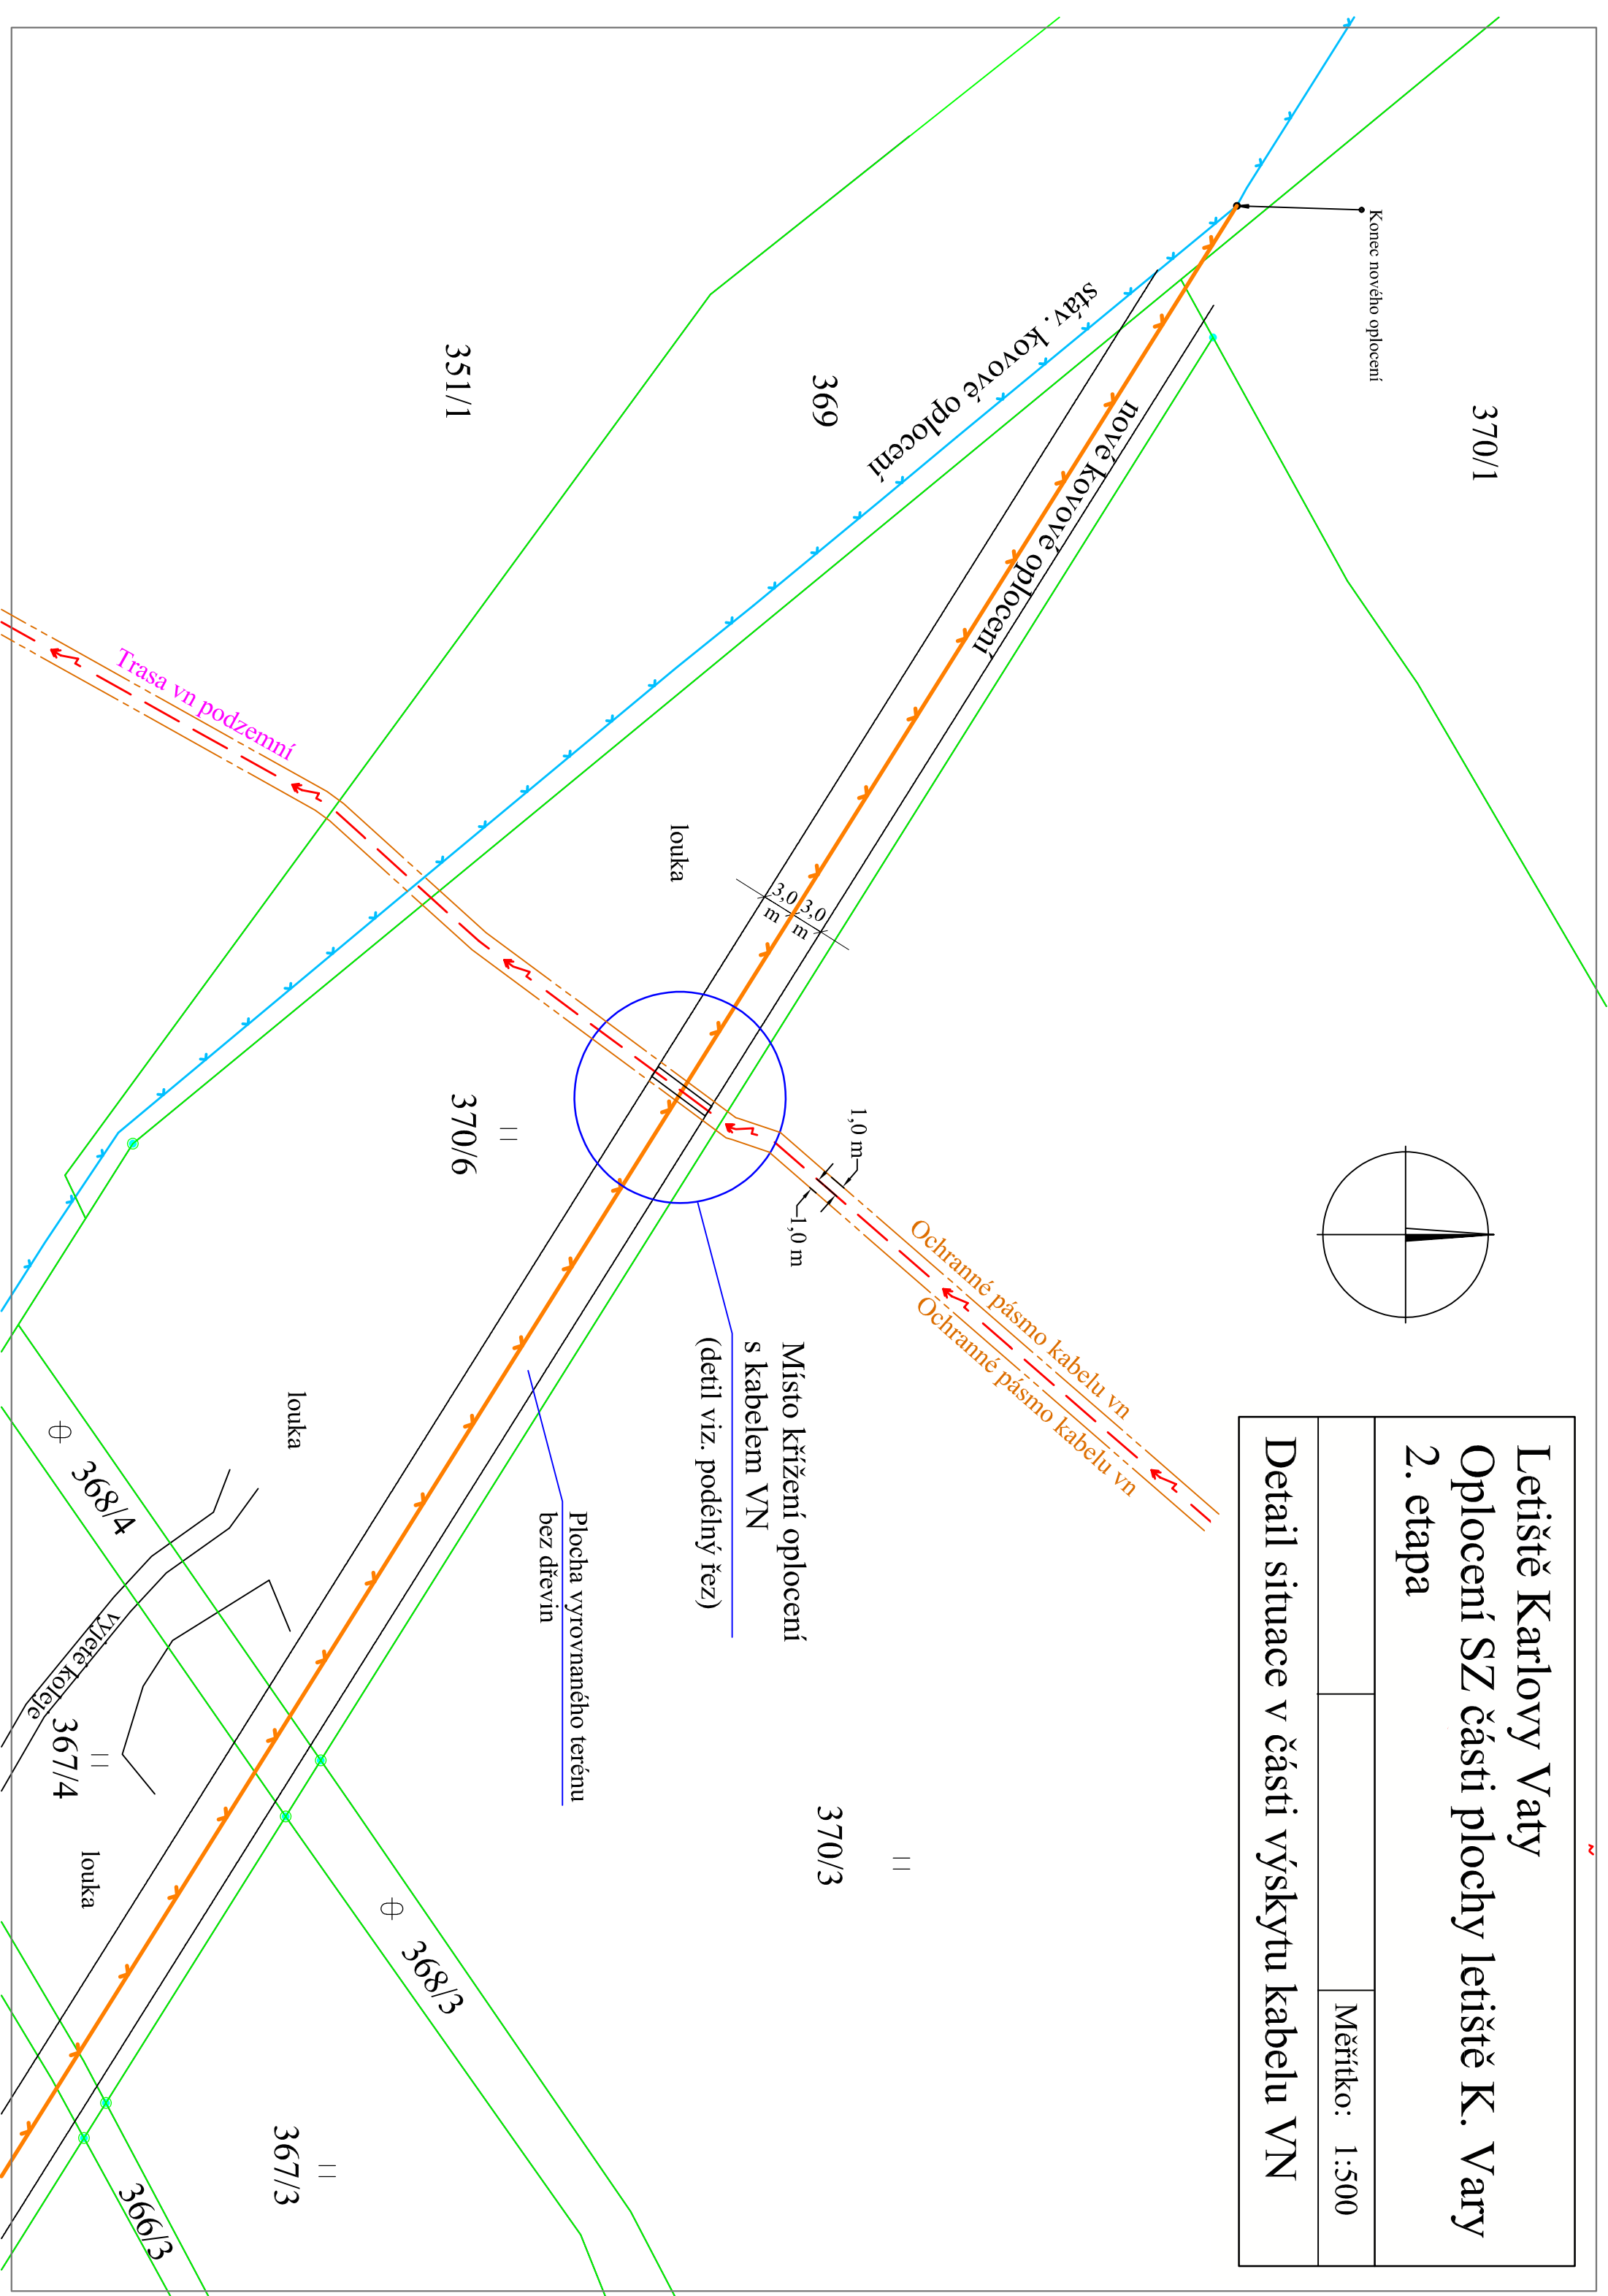 Letiště Karlovy Vaty
Oplocení SZ části plochy letiště K. Vary
2. etapa
Měřítko: 1:500
Detail situace v části výskytu kabelu VN
370/1
Konec nového oplocení
stáv. kovové oplocení
nové kovové oplocení
369
351/1
Trasa vn podzemní
louka
3,0
m
3,0
m
370/6
1,0 m
1,0 m
Ochranné pásmo kabelu vn
Ochranné pásmo kabelu vn
Místo křížení oplocení
s kabelem VN
(detil viz. podélný řez)
Plocha vyrovnaného terénu
bez dřevin
louka
368/4
vyjeté koleje
367/4
louka
370/3
368/3
367/3
366/3